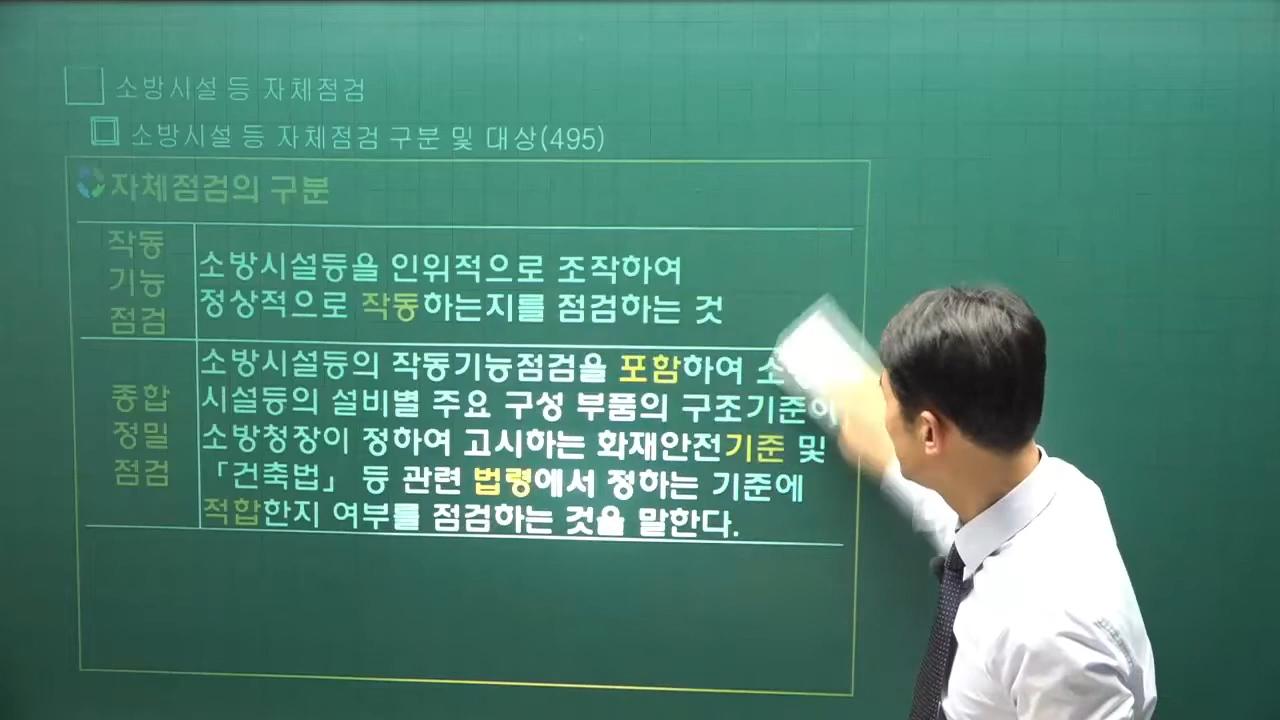 소방시설 등 자체점검
소방시설 등 자체점검 구분 및 대상(495)
자체점검의 구분
작동
기능
점검
소방시설등을 인위적으로 조작하여
정상적으로 작동하는지를 점검하는 것
종합
정밀
점검
소방시설등의 작동기능점검을 포함하여
시설등의 설비별 주요 구성 부품의 구조기준이
소방청장이 정하여 고시하는 화재안전기준 및
「건축법」 등 관련 법령에서 정하는 기준에
적합한지 여부를 점검하는 것을 말한다.